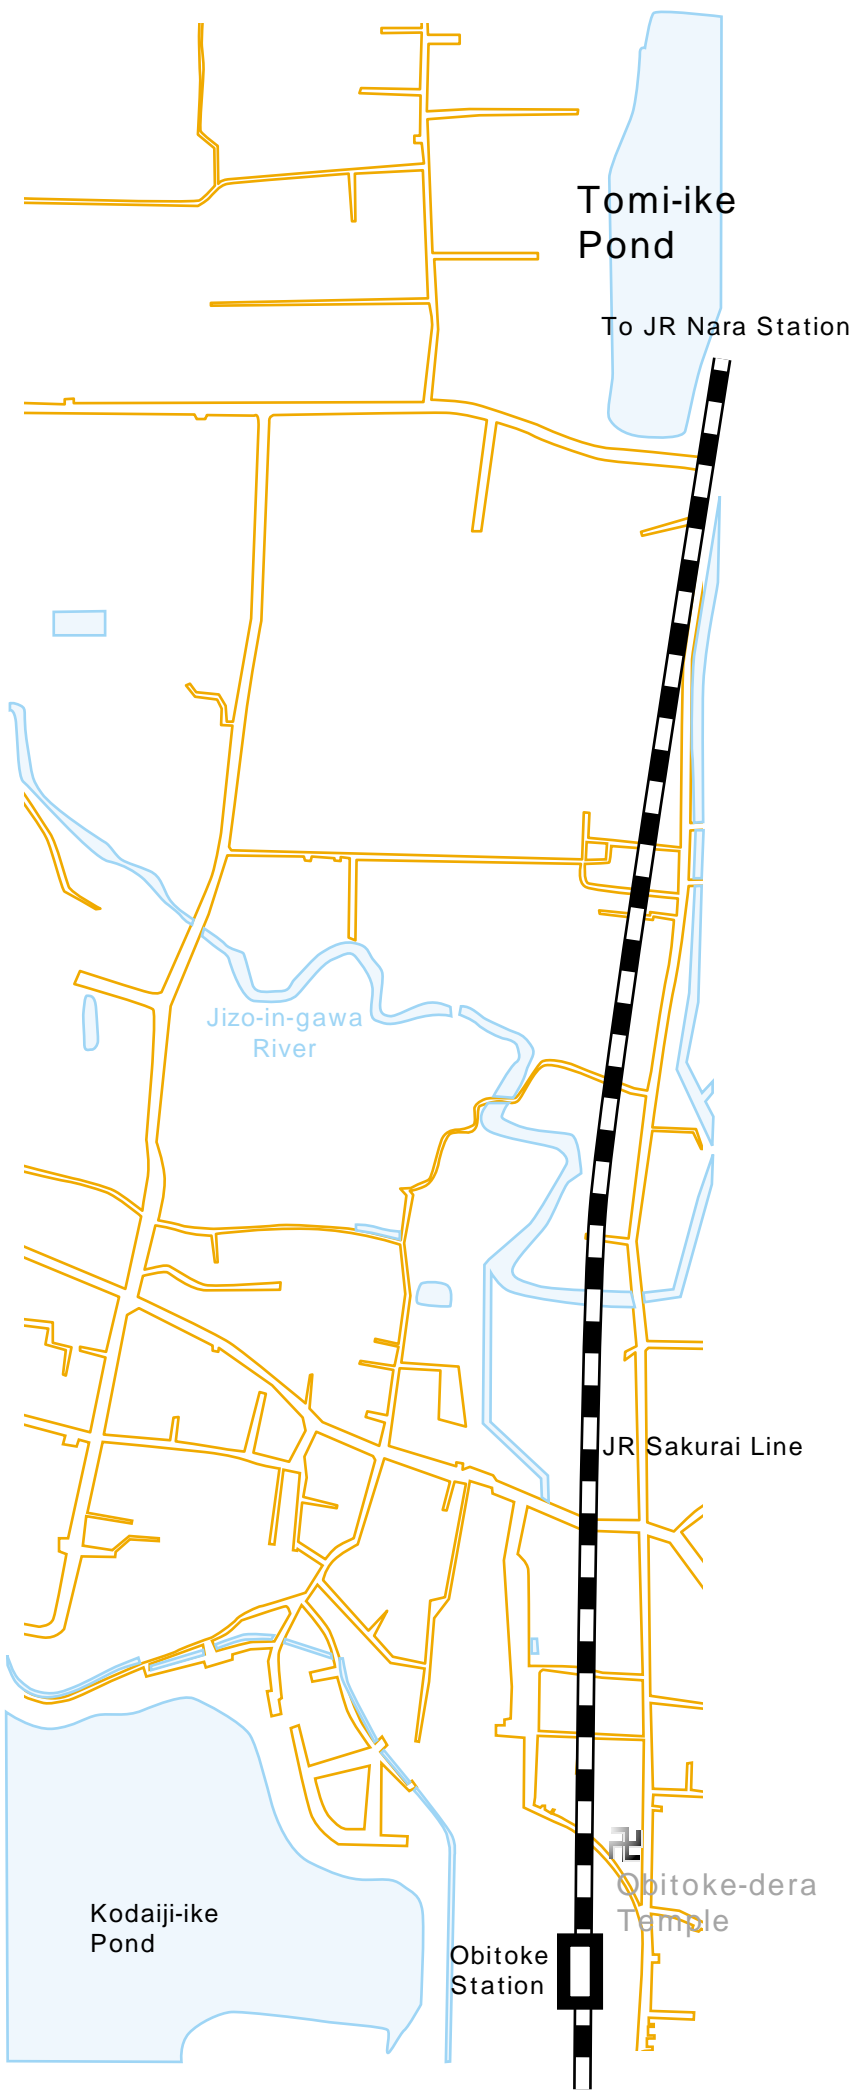 Tomi-ike
Pond
To JR Nara Station
Jizo-in-gawa
River
JR Sakurai Line
Obitoke-dera
Temple
Kodaiji-ike
Pond
Obitoke
Station